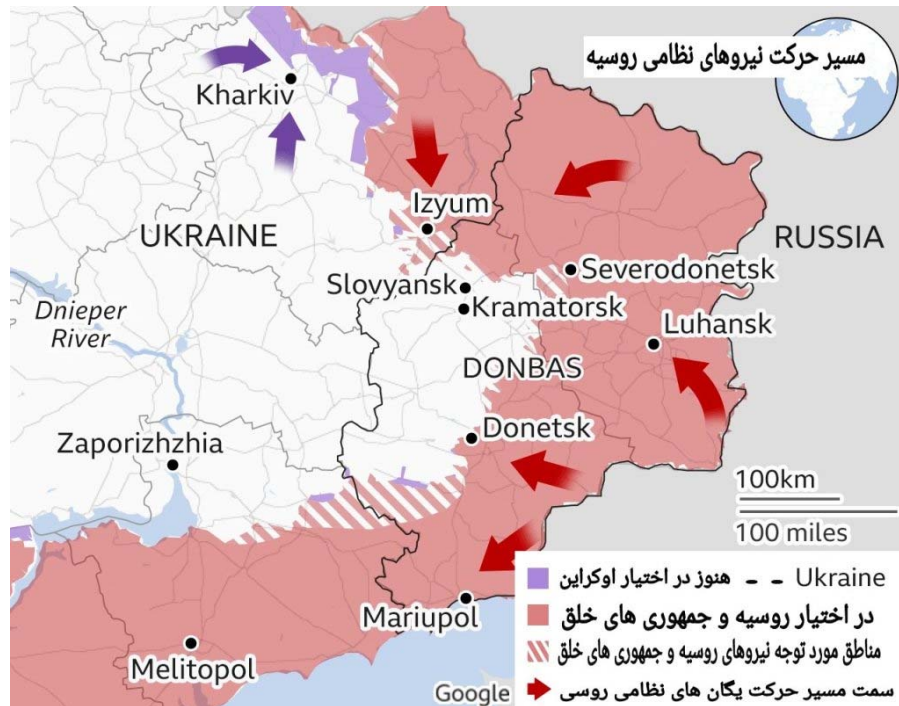 مسیر حرکت نیروهای نظامی روسیه
Kharkiv
Izyum
UKRAINE
RUSSIA
Slovyansk
Severodonetsk
Kramatorsk
Dnieper
River
Luhansk
DONBAS
Donetsk
Zaporizhzhia
100km
100 miles
هنوز در اختیار اوکراین - - Ukraine
در اختیار روسیه و جمهوری های خلق
Mariupol
مناطق مورد توجه نیروهای روسیه و جمهوری های خلق
Melitopol
سمت مسیر حرکت یگان های نظامی روسی
Google